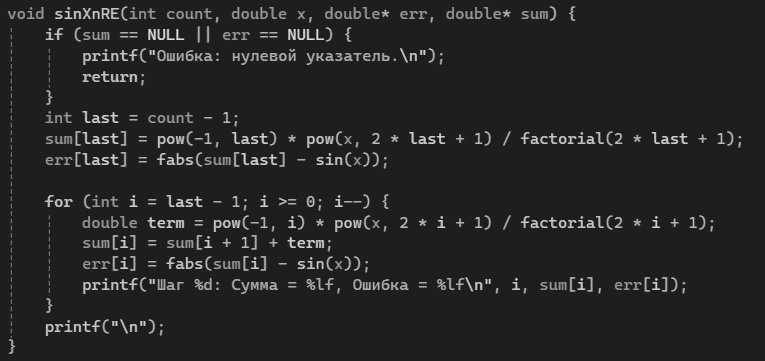 void sinXnRE(int count, double x, double* err, double* sum) {
    if (sum == NULL || err == NULL) {
        printf("Ошибка: нулевой указатель.\n");
        return;
    }
    int last = count - 1;
    sum[last] = pow(-1, last) * pow(x, 2 * last + 1) / factorial(2 * last + 1);
    err[last] = fabs(sum[last] - sin(x));

    for (int i = last - 1; i >= 0; i--) {
        double term = pow(-1, i) * pow(x, 2 * i + 1) / factorial(2 * i + 1);
        sum[i] = sum[i + 1] + term;
        err[i] = fabs(sum[i] - sin(x));
        printf("Шаг %d: Сумма = %lf, Ошибка = %lf\n", i, sum[i], err[i]);
    }
    printf("\n");
}